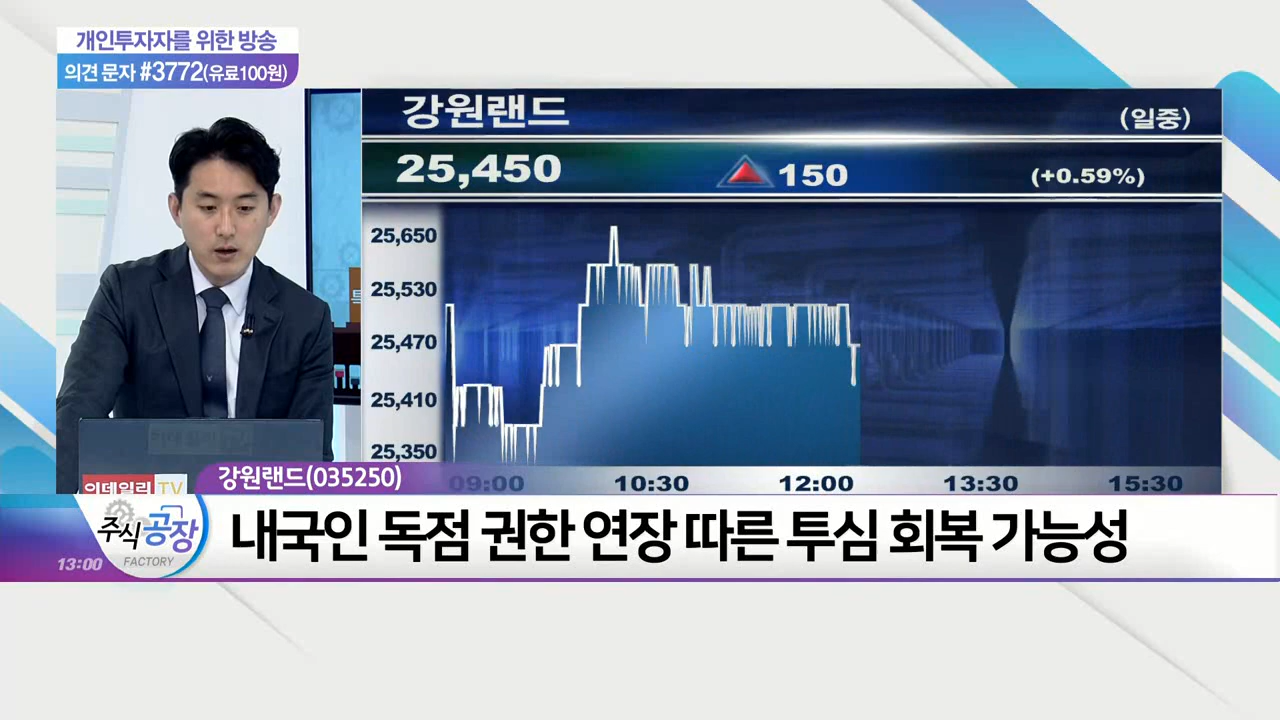 개인투자자를 위한 방송
의견 문자 #3772(유료100원)
강원랜드
(일중)
25,450
150
(+0.59%)
25,650
25,530
25,470
25,410
25,350
09:00
10:30
12:00
13:30
15:30
특
이데일리 TV
강원랜드(035250)
주식공장
FACTORY
13:00
내국인 독점 권한 연장 따른 투심 회복 가능성